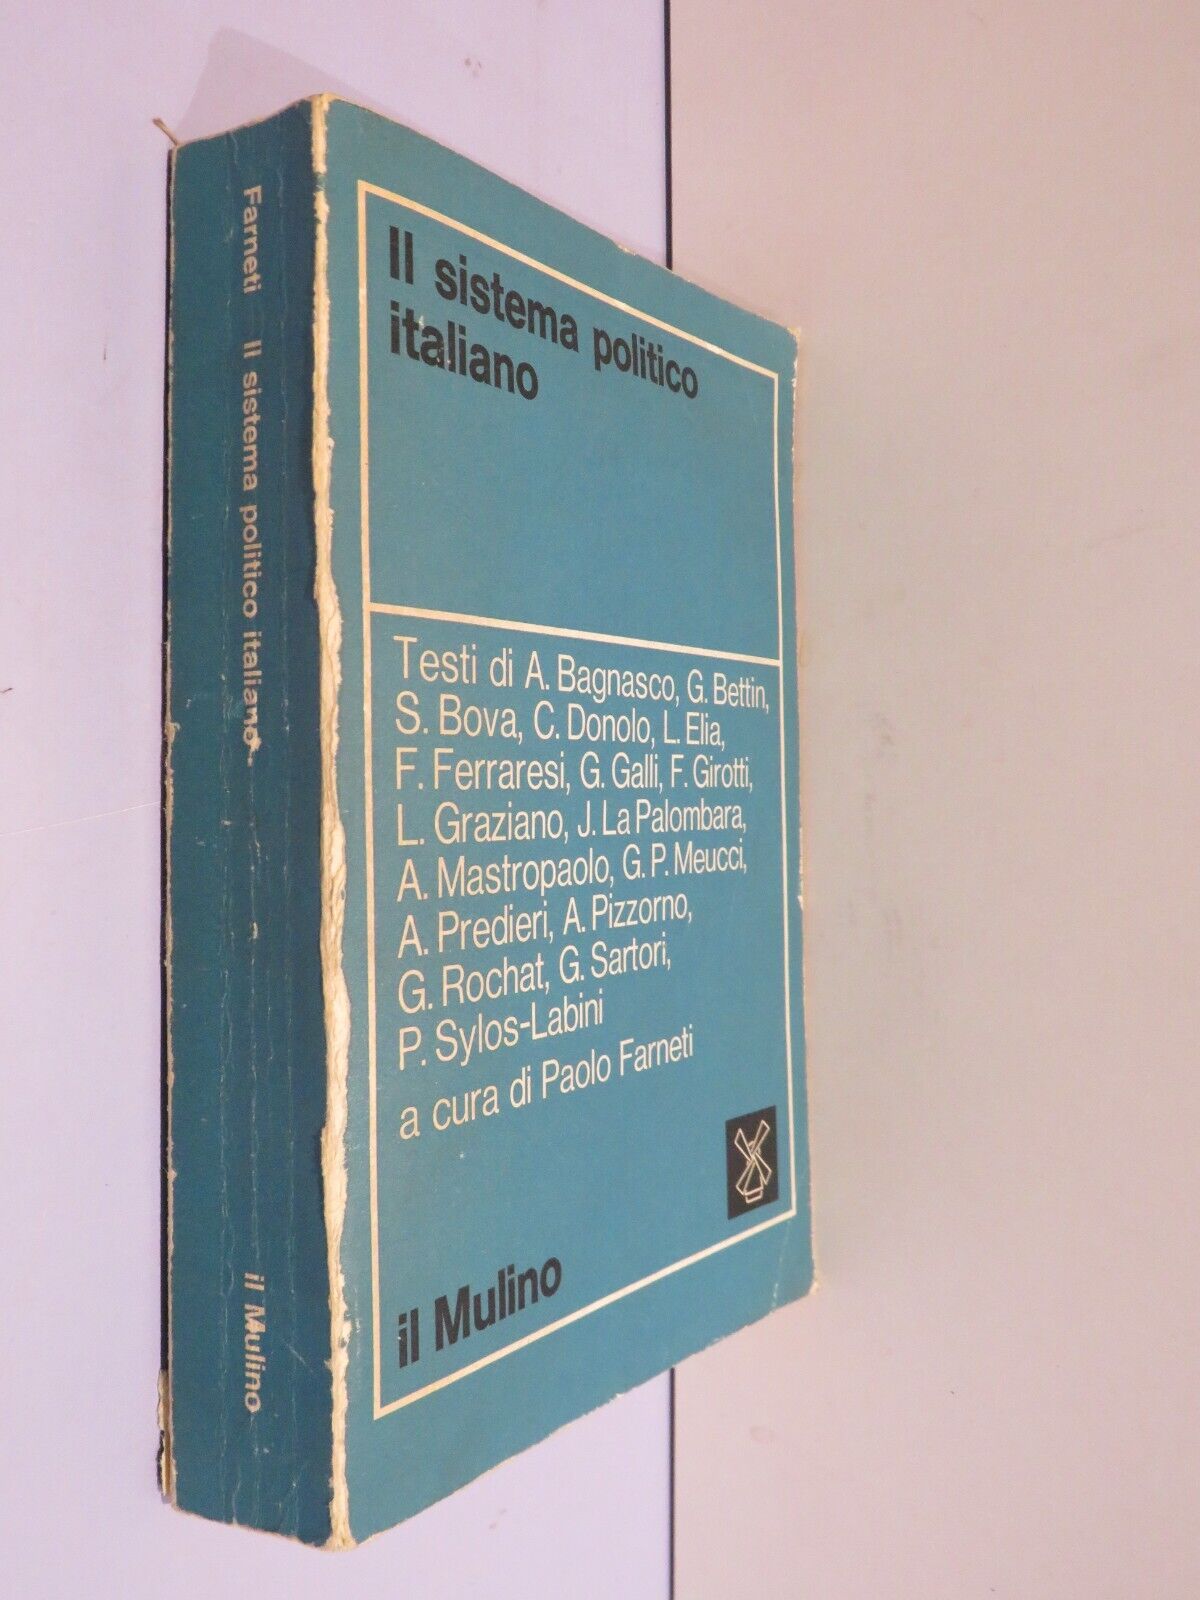 Farneti Il sistema politico italiano
il Mulino
Il sistema politico
italiano
Testi di A. Bagnasco, G. Bettin,
S. Bova, C. Donolo, L. Elia,
F. Ferraresi, G. Galli, F. Girotti,
L. Graziano, J. La Palombara,
A. Mastropaolo, G. P. Meucci,
A. Predieri, A. Pizzorno,
G. Rochat, G. Sartori,
P. Sylos-Labini
a cura di Paolo Farneti
il Mulino